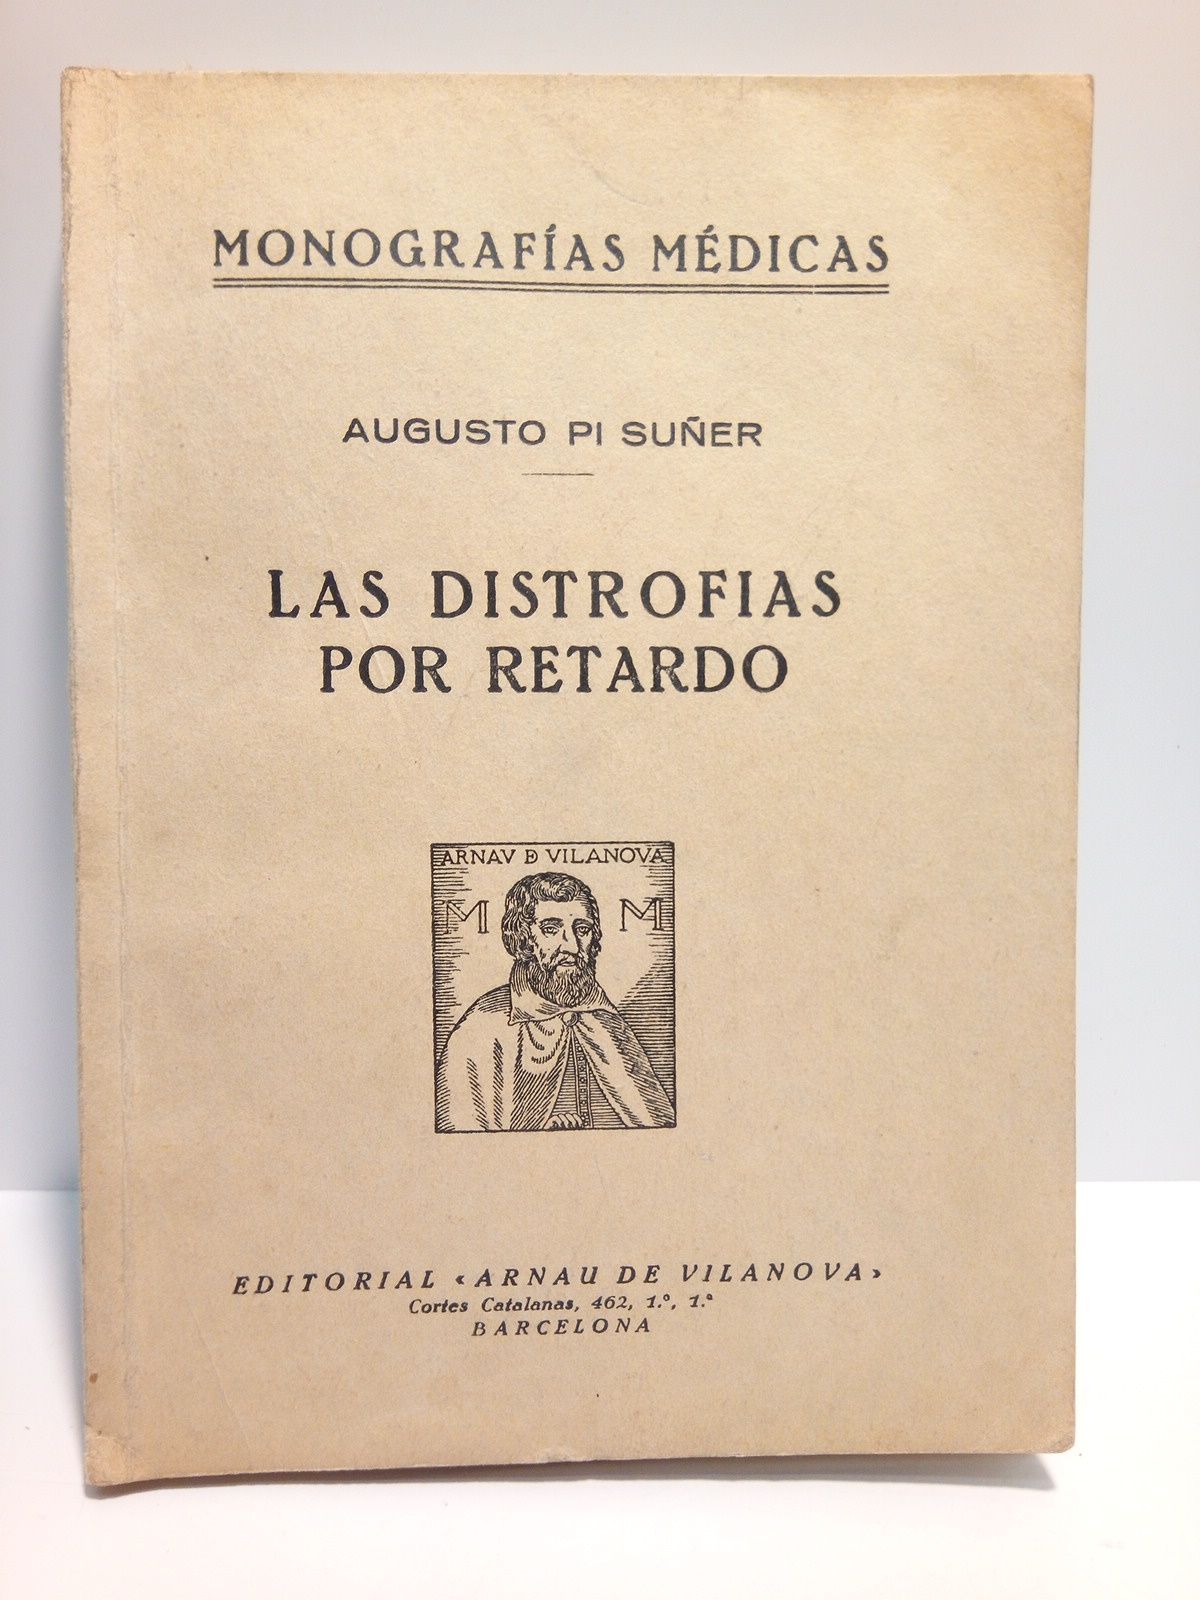 MONOGRAFÍAS MÉDICAS
AUGUSTO PI SUÑER
LAS DISTROFIAS
POR RETARDO
ARNAV D VILANOVA
M M
EDITORIAL «ARNAU DE VILANOVA»
Cortes Catalanas, 462, 1.º, 1.ª
BARCELONA